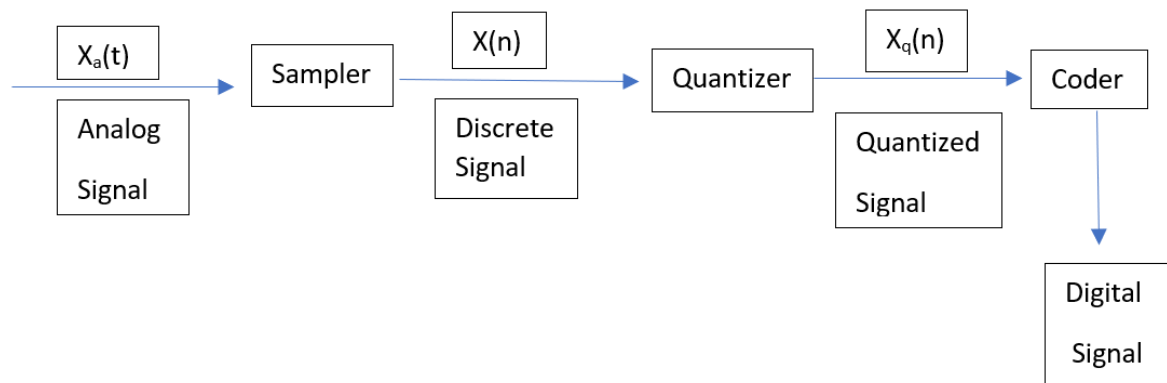 Xa(t)
Analog
Signal
Sampler
X(n)
Discrete
Signal
Quantizer
Xq(n)
Quantized
Signal
Coder
Digital
Signal